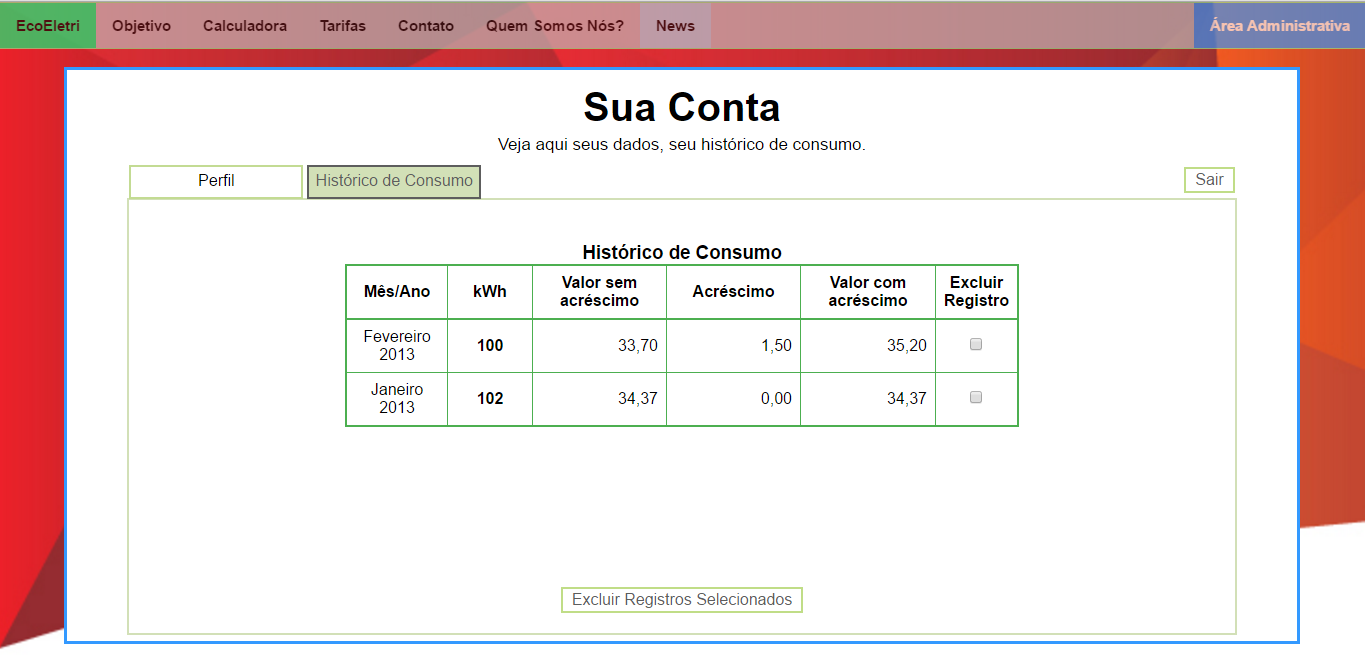 EcoEletri Objetivo Calculadora Tarifas Contato Quem Somos Nós? News Área Administrativa
Sua Conta
Veja aqui seus dados, seu histórico de consumo.
Perfil Histórico de Consumo Sair
Histórico de Consumo
Mês/Ano kWh Valor sem acréscimo Acréscimo Valor com acréscimo Excluir Registro
Fevereiro 2013 100 33,70 1,50 35,20
Janeiro 2013 102 34,37 0,00 34,37
Excluir Registros Selecionados